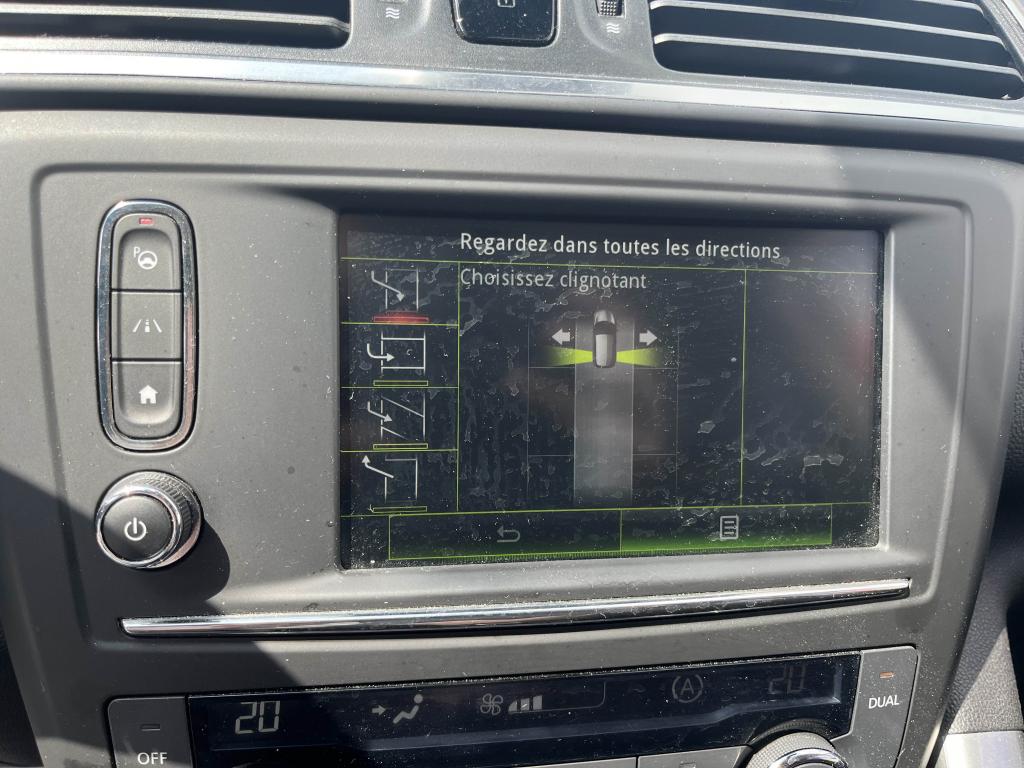 Regardez dans toutes les directions
Choisissez clignotant
P
20
A
20
DUAL
OFF